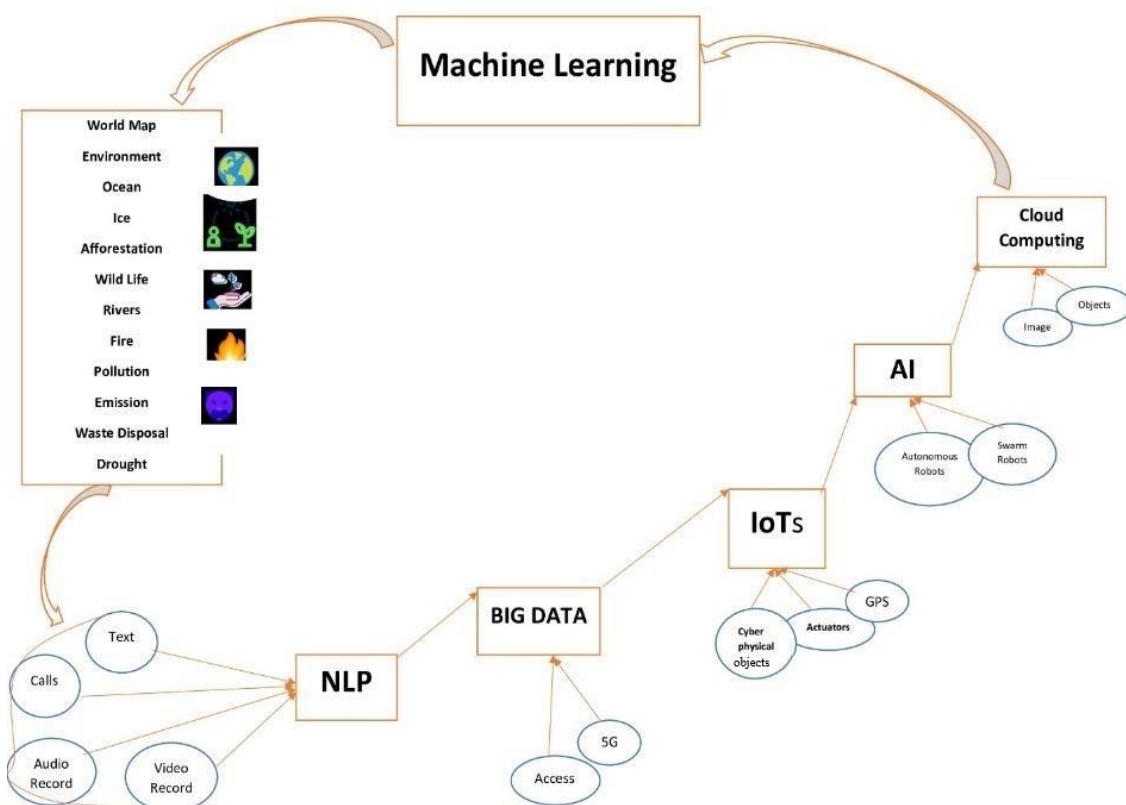 Machine Learning
World Map
Environment
Ocean
Ice
Afforestation
Wild Life
Rivers
Fire
Pollution
Emission
Waste Disposal
Drought
Cloud
Computing
Image
Objects
AI
Autonomous
Robots
Swarm
Robots
IoTs
Cyber
physical
objects
Actuators
GPS
BIG DATA
Access
5G
NLP
Text
Calls
Audio
Record
Video
Record